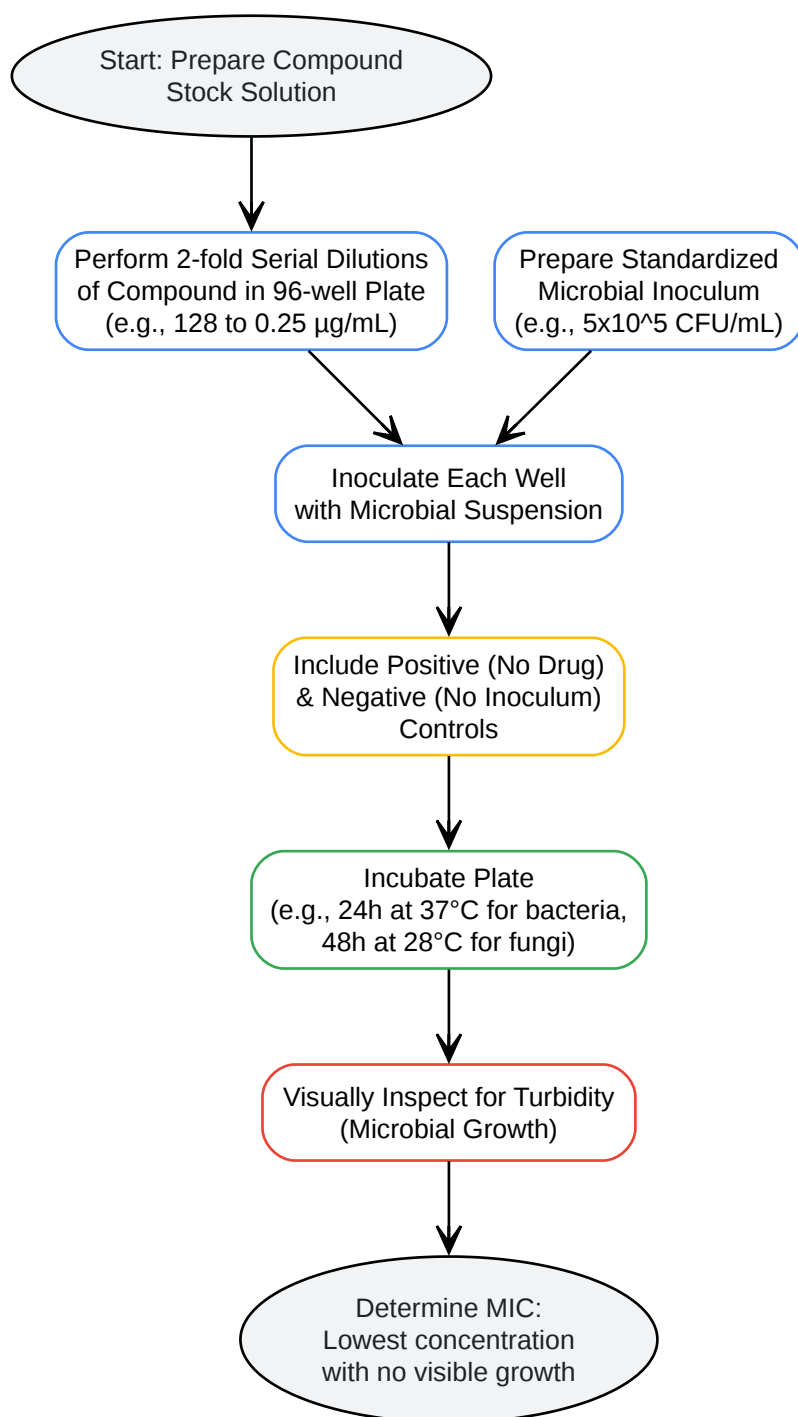 Start: Prepare Compound
Stock Solution
Perform 2-fold Serial Dilutions
of Compound in 96-well Plate
(e.g., 128 to 0.25 µg/mL)
Prepare Standardized
Microbial Inoculum
(e.g., 5x10^5 CFU/mL)
Inoculate Each Well
with Microbial Suspension
Include Positive (No Drug)
& Negative (No Inoculum)
Controls
Incubate Plate
(e.g., 24h at 37°C for bacteria,
48h at 28°C for fungi)
Visually Inspect for Turbidity
(Microbial Growth)
Determine MIC:
Lowest concentration
with no visible growth